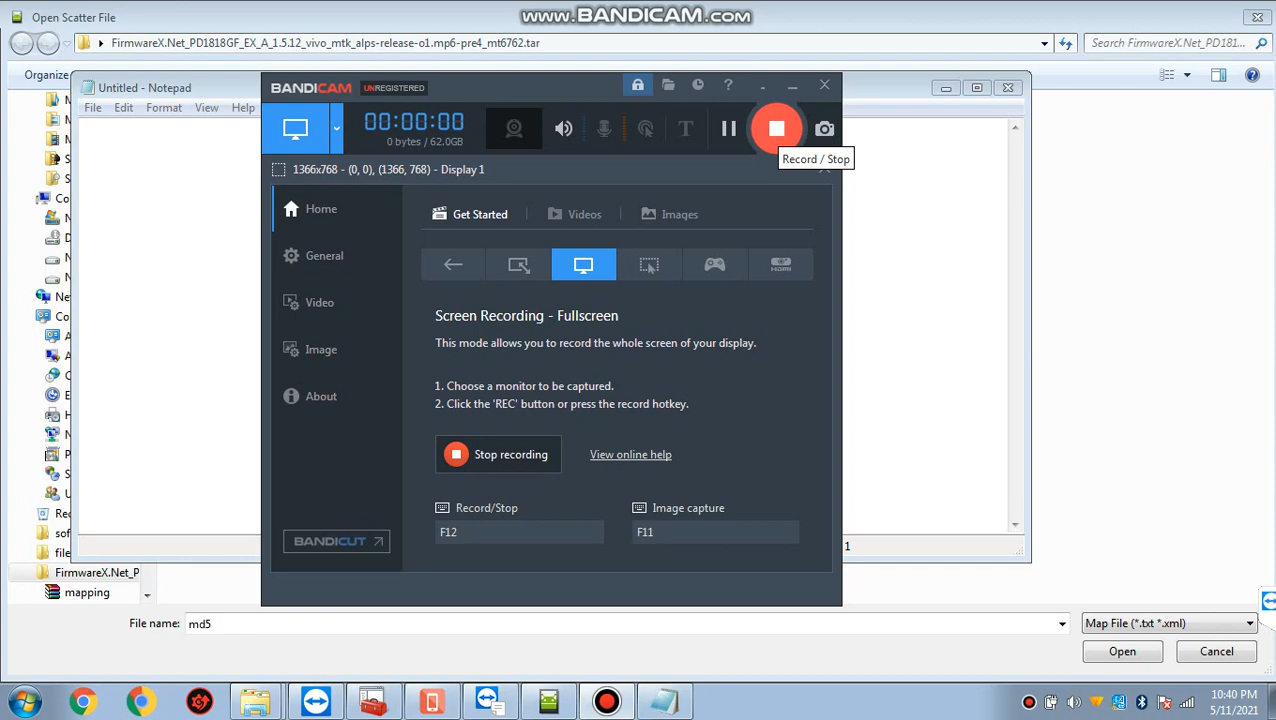 Open Scatter File
www.BANDICAM.com
FirmwareX.Net_PD1818GF_EX_A_1.5.12_vivo_mtk_alps-release-o1.mp6-pre4_mt6762.tar
Search FirmwareX.Net_PD181...
Organize
Untitled - Notepad
File Edit Format View Help
BANDICAM UNREGISTERED
00:00:00
0 bytes / 62.0GB
Record / Stop
1366x768 - (0, 0), (1366, 768) - Display 1
Home
General
Video
Image
About
BANDICUT
Get Started
Videos
Images
HDMI
Screen Recording - Fullscreen
This mode allows you to record the whole screen of your display.
1. Choose a monitor to be captured.
2. Click the 'REC' button or press the record hotkey.
Stop recording
View online help
Record/Stop
Image capture
F12
F11
FirmwareX.Net_P
mapping
1
File name:
md5
Map File (*.txt *.xml)
Open
Cancel
10:40 PM
5/11/2021